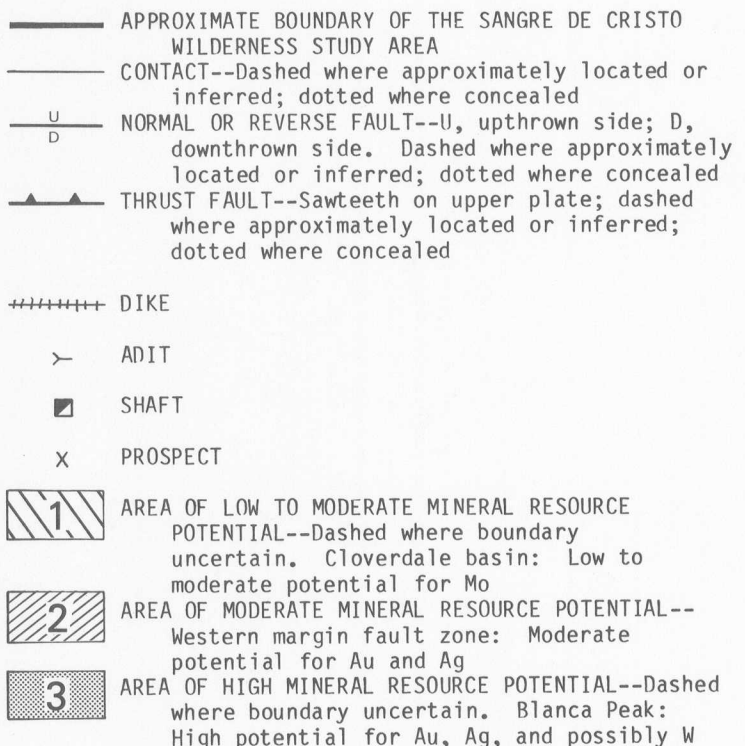 APPROXIMATE BOUNDARY OF THE SANGRE DE CRISTO
WILDERNESS STUDY AREA
CONTACT--Dashed where approximately located or
inferred; dotted where concealed
U
D
NORMAL OR REVERSE FAULT--U, upthrown side; D,
downthrown side. Dashed where approximately
located or inferred; dotted where concealed
THRUST FAULT--Sawteeth on upper plate; dashed
where approximately located or inferred;
dotted where concealed
DIKE
ADIT
SHAFT
X PROSPECT
1 AREA OF LOW TO MODERATE MINERAL RESOURCE
POTENTIAL--Dashed where boundary
uncertain. Cloverdale basin: Low to
moderate potential for Mo
2 AREA OF MODERATE MINERAL RESOURCE POTENTIAL--
Western margin fault zone: Moderate
potential for Au and Ag
3 AREA OF HIGH MINERAL RESOURCE POTENTIAL--Dashed
where boundary uncertain. Blanca Peak:
High potential for Au, Ag, and possibly W